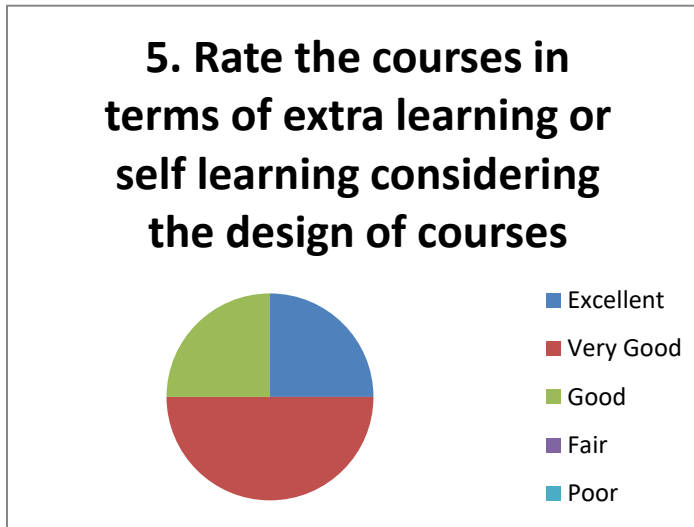 5. Rate the courses in
terms of extra learning or
self learning considering
the design of courses
Excellent
Very Good
Good
Fair
Poor